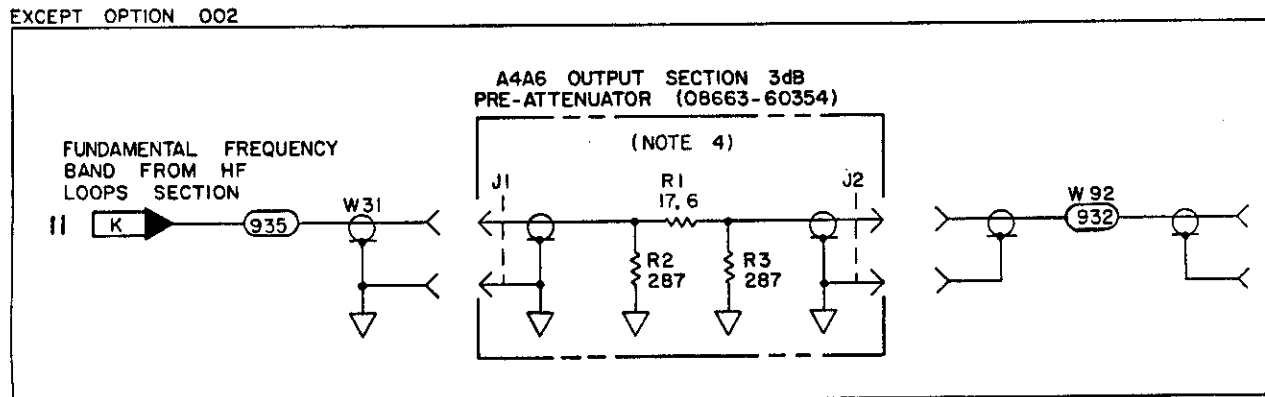 EXCEPT OPTION 002
A4A6 OUTPUT SECTION 3dB
PRE-ATTENUATOR (08663-60354)
(NOTE 4)
FUNDAMENTAL FREQUENCY
BAND FROM HF
LOOPS SECTION
11 K 935 W31
J1
R1
17.6
J2
R2
287
R3
287
W92
932